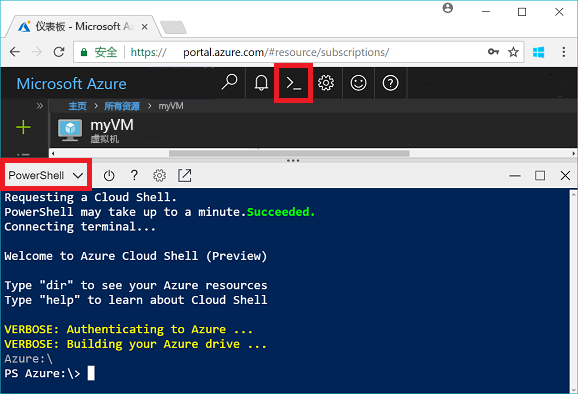 仪表板 - Microsoft Azu
安全 https:// portal.azure.com/#resource/subscriptions/
Microsoft Azure
主页 > 所有资源 > myVM
myVM
虚拟机
PowerShell
Requesting a Cloud Shell.
PowerShell may take up to a minute.Succeeded.
Connecting terminal...
Welcome to Azure Cloud Shell (Preview)
Type "dir" to see your Azure resources
Type "help" to learn about Cloud Shell
VERBOSE: Authenticating to Azure ...
VERBOSE: Building your Azure drive ...
Azure:\
PS Azure:\>